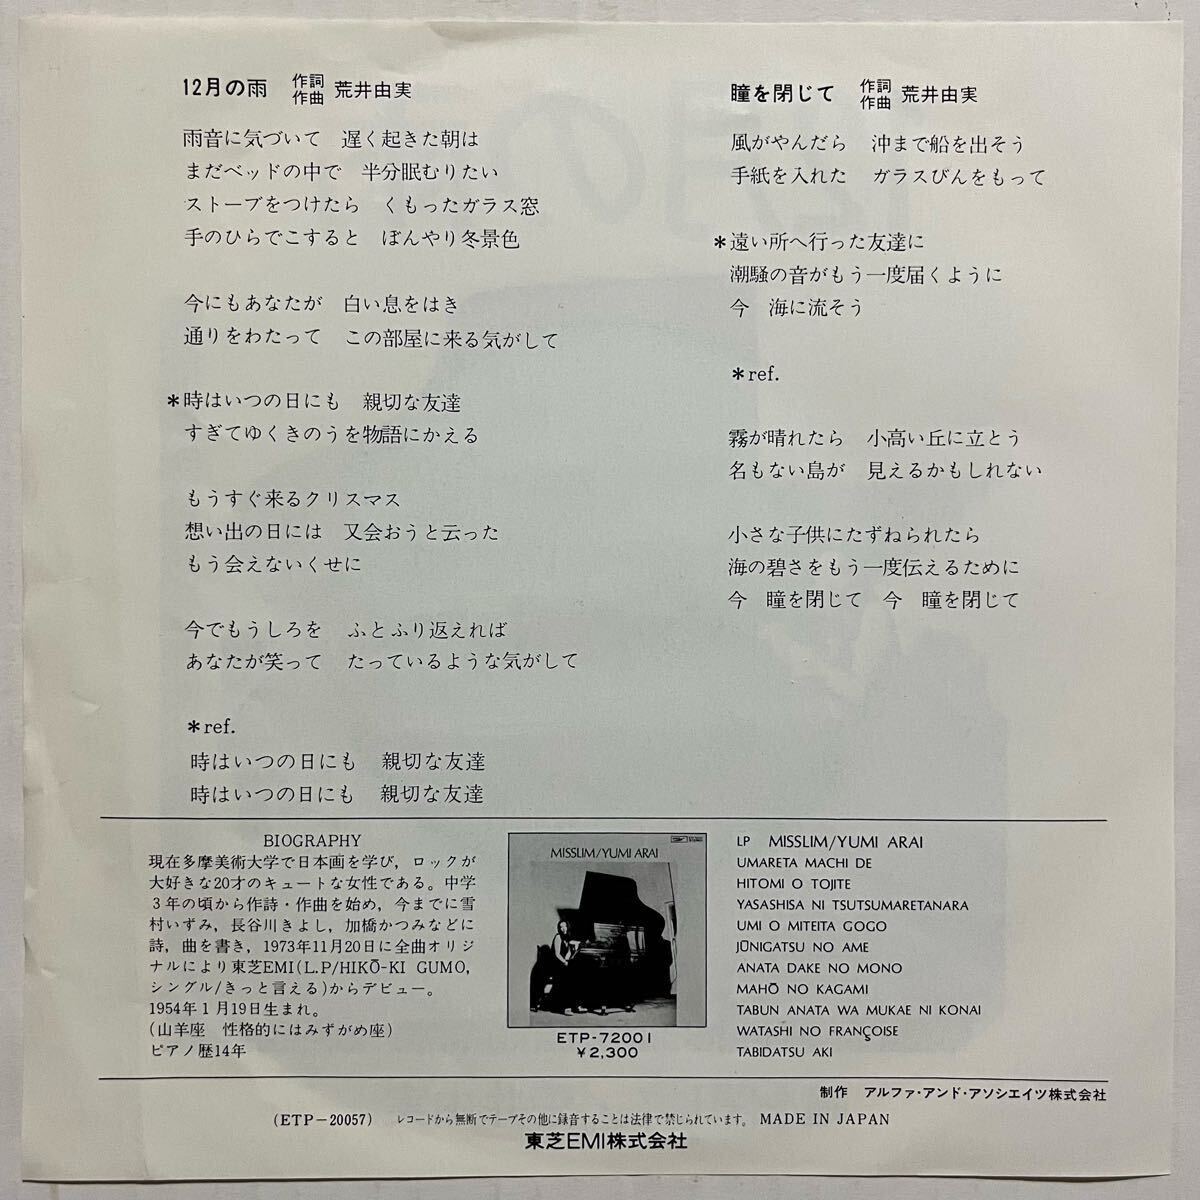 12月の雨　作詞 作曲　荒井由実
雨音に気づいて　遅く起きた朝は
まだベッドの中で　半分眠むりたい
ストーブをつけたら　くもったガラス窓
手のひらでこすると　ぼんやり冬景色
今にもあなたが　白い息をはき
通りをわたって　この部屋に来る気がして
＊時はいつの日にも　親切な友達
すぎてゆくきのうを物語にかえる
もうすぐ来るクリスマス
想い出の日には　又会おうと云った
もう会えないくせに
今でもうしろを　ふとふり返えれば
あなたが笑って　たっているような気がして
＊ref.
時はいつの日にも　親切な友達
時はいつの日にも　親切な友達
瞳を閉じて　作詞 作曲　荒井由実
風がやんだら　沖まで船を出そう
手紙を入れた　ガラスびんをもって
＊遠い所へ行った友達に
潮騒の音がもう一度届くように
今　海に流そう
＊ref.
霧が晴れたら　小高い丘に立とう
名もない島が　見えるかもしれない
小さな子供にたずねられたら
海の碧さをもう一度伝えるために
今　瞳を閉じて　今　瞳を閉じて
BIOGRAPHY
現在多摩美術大学で日本画を学び，ロックが
大好きな20才のキュートな女性である。中学
３年の頃から作詩・作曲を始め，今までに雪
村いずみ，長谷川きよし，加橋かつみなどに
詩，曲を書き，1973年11月20日に全曲オリジ
ナルにより東芝EMI(L.P/HIKŌ-KI GUMO,
シングル/きっと言える)からデビュー。
1954年１月19日生まれ。
(山羊座　性格的にはみずがめ座)
ピアノ歴14年
MISSLIM/YUMI ARAI
ETP-72001
￥2,300
LP　MISSLIM/YUMI ARAI
UMARETA MACHI DE
HITOMI O TOJITE
YASASHISA NI TSUTSUMARETANARA
UMI O MITEITA GOGO
JŪNIGATSU NO AME
ANATA DAKE NO MONO
MAHŌ NO KAGAMI
TABUN ANATA WA MUKAE NI KONAI
WATASHI NO FRANÇOISE
TABIDATSU AKI
制作　アルファ・アンド・アソシエイツ株式会社
(ETP－20057)　レコードから無断でテープその他に録音することは法律で禁じられています。　MADE IN JAPAN
東芝EMI株式会社